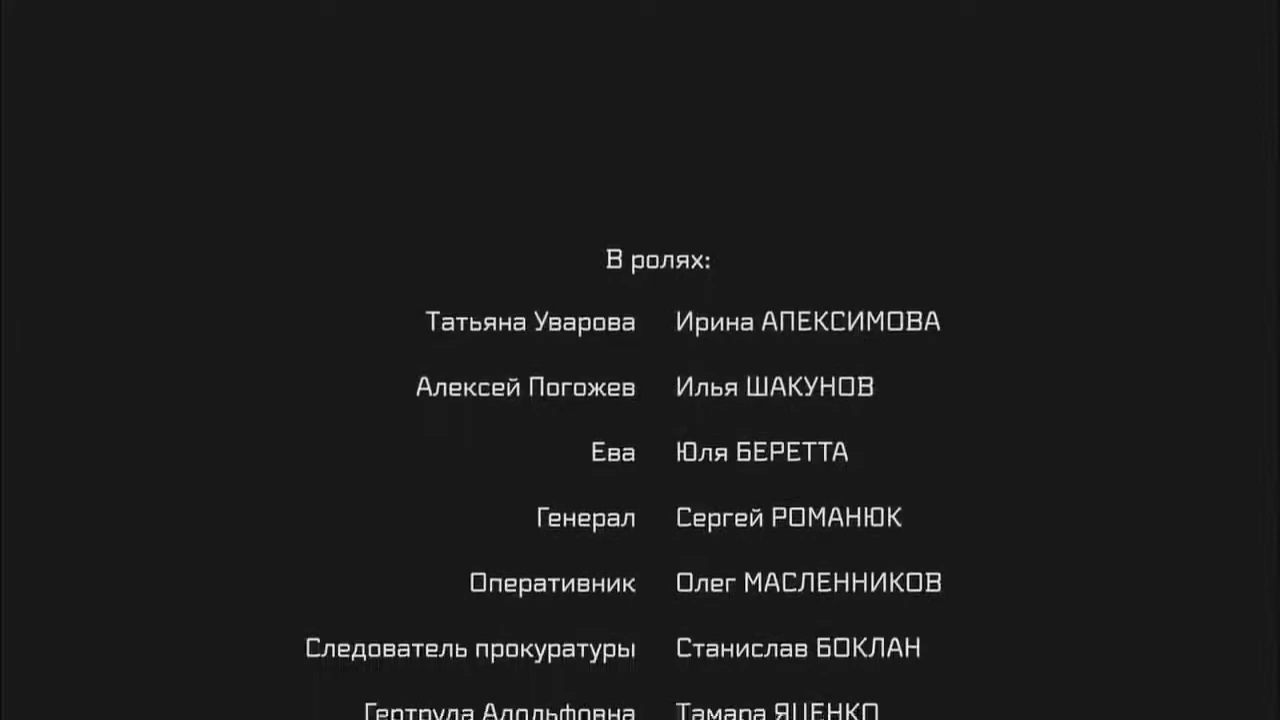 В ролях:
Татьяна Уварова Ирина АПЕКСИМОВА
Алексей Погожев Илья ШАКУНОВ
Ева Юля БЕРЕТТА
Генерал Сергей РОМАНЮК
Оперативник Олег МАСЛЕННИКОВ
Следователь прокуратуры Станислав БОКЛАН
Гертруда Адольфовна Тамара ЯЦЕНКО